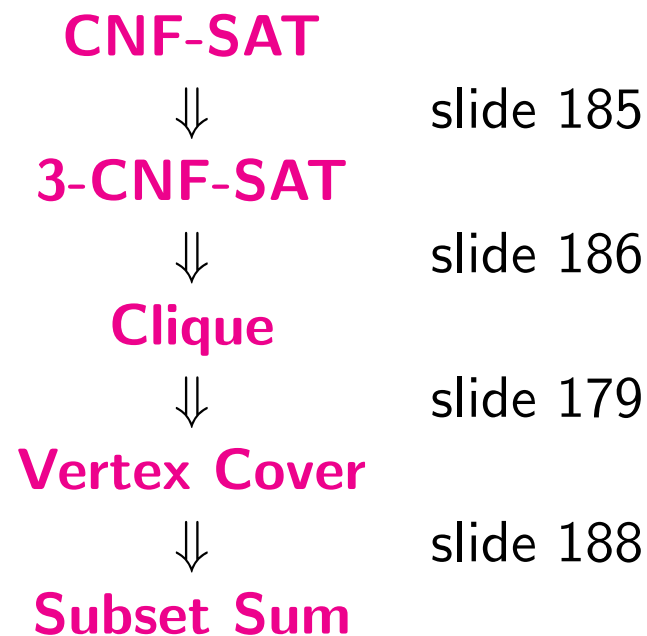 CNF-SAT
⇓ slide 185
3-CNF-SAT
⇓ slide 186
Clique
⇓ slide 179
Vertex Cover
⇓ slide 188
Subset Sum